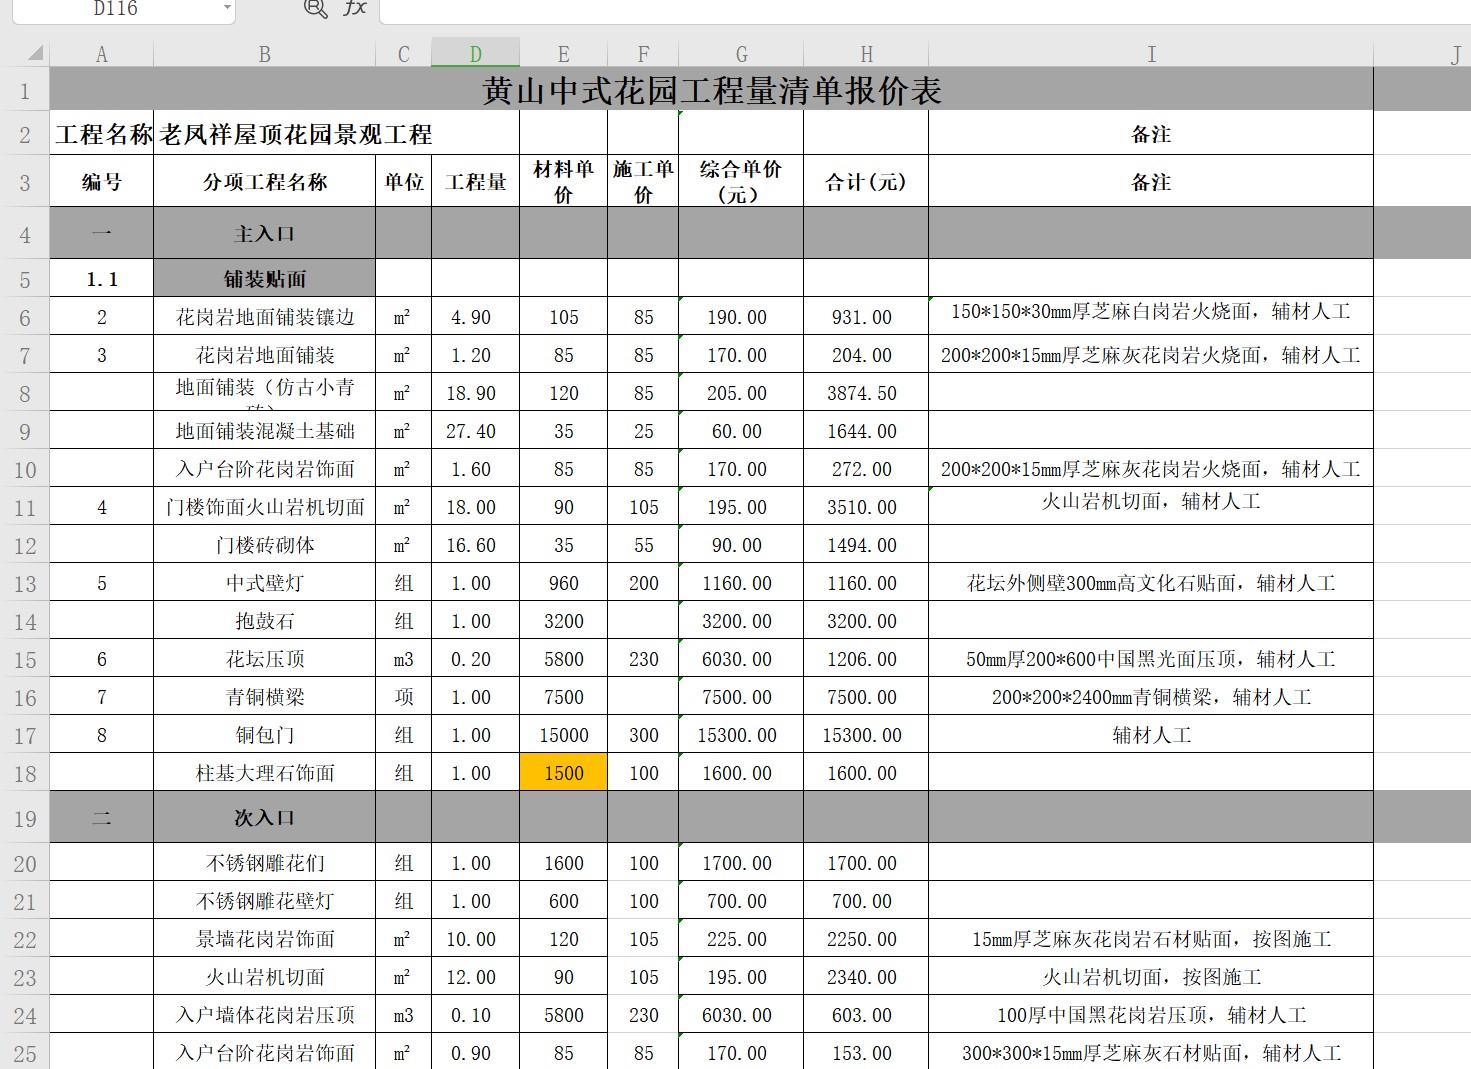 D116 fx
A B C D E F G H I J
1 黄山中式花园工程量清单报价表
2 工程名称 老凤祥屋顶花园景观工程 备注
3 编号 分项工程名称 单位 工程量 材料单价 施工单价 综合单价(元) 合计(元) 备注
4 一 主入口
5 1.1 铺装贴面
6 2 花岗岩地面铺装镶边 m² 4.90 105 85 190.00 931.00 150*150*30mm厚芝麻白岗岩火烧面，辅材人工
7 3 花岗岩地面铺装 m² 1.20 85 85 170.00 204.00 200*200*15mm厚芝麻灰花岗岩火烧面，辅材人工
8 地面铺装（仿古小青砖） m² 18.90 120 85 205.00 3874.50
9 地面铺装混凝土基础 m² 27.40 35 25 60.00 1644.00
10 入户台阶花岗岩饰面 m² 1.60 85 85 170.00 272.00 200*200*15mm厚芝麻灰花岗岩火烧面，辅材人工
11 4 门楼饰面火山岩机切面 m² 18.00 90 105 195.00 3510.00 火山岩机切面，辅材人工
12 门楼砖砌体 m² 16.60 35 55 90.00 1494.00
13 5 中式壁灯 组 1.00 960 200 1160.00 1160.00 花坛外侧壁300mm高文化石贴面，辅材人工
14 抱鼓石 组 1.00 3200 3200.00 3200.00
15 6 花坛压顶 m3 0.20 5800 230 6030.00 1206.00 50mm厚200*600中国黑光面压顶，辅材人工
16 7 青铜横梁 项 1.00 7500 7500.00 7500.00 200*200*2400mm青铜横梁，辅材人工
17 8 铜包门 组 1.00 15000 300 15300.00 15300.00 辅材人工
18 柱基大理石饰面 组 1.00 1500 100 1600.00 1600.00
19 二 次入口
20 不锈钢雕花们 组 1.00 1600 100 1700.00 1700.00
21 不锈钢雕花壁灯 组 1.00 600 100 700.00 700.00
22 景墙花岗岩饰面 m² 10.00 120 105 225.00 2250.00 15mm厚芝麻灰花岗岩石材贴面，按图施工
23 火山岩机切面 m² 12.00 90 105 195.00 2340.00 火山岩机切面，按图施工
24 入户墙体花岗岩压顶 m3 0.10 5800 230 6030.00 603.00 100厚中国黑花岗岩压顶，辅材人工
25 入户台阶花岗岩饰面 m² 0.90 85 85 170.00 153.00 300*300*15mm厚芝麻灰石材贴面，辅材人工